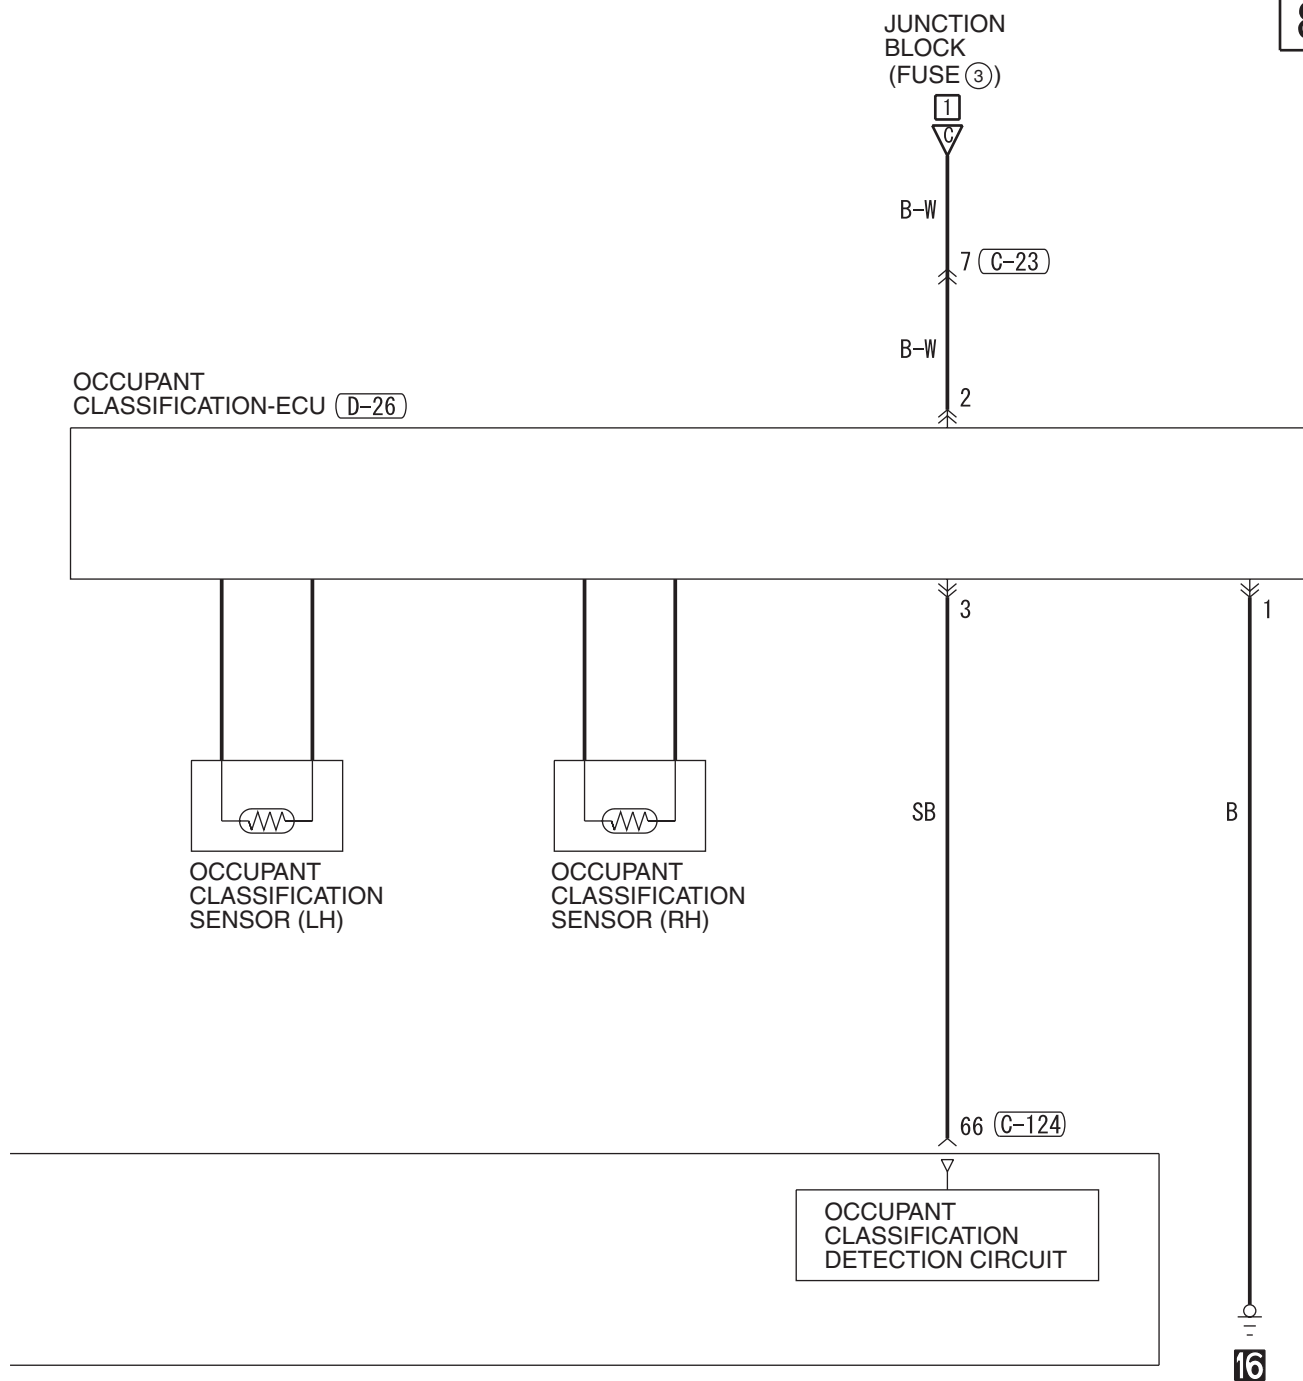 JUNCTION
BLOCK
(FUSE 3)
1
C
B-W
7 C-23
B-W
2
OCCUPANT
CLASSIFICATION-ECU D-26
3
1
SB
B
OCCUPANT
CLASSIFICATION
SENSOR (LH)
OCCUPANT
CLASSIFICATION
SENSOR (RH)
66 C-124
OCCUPANT
CLASSIFICATION
DETECTION CIRCUIT
16